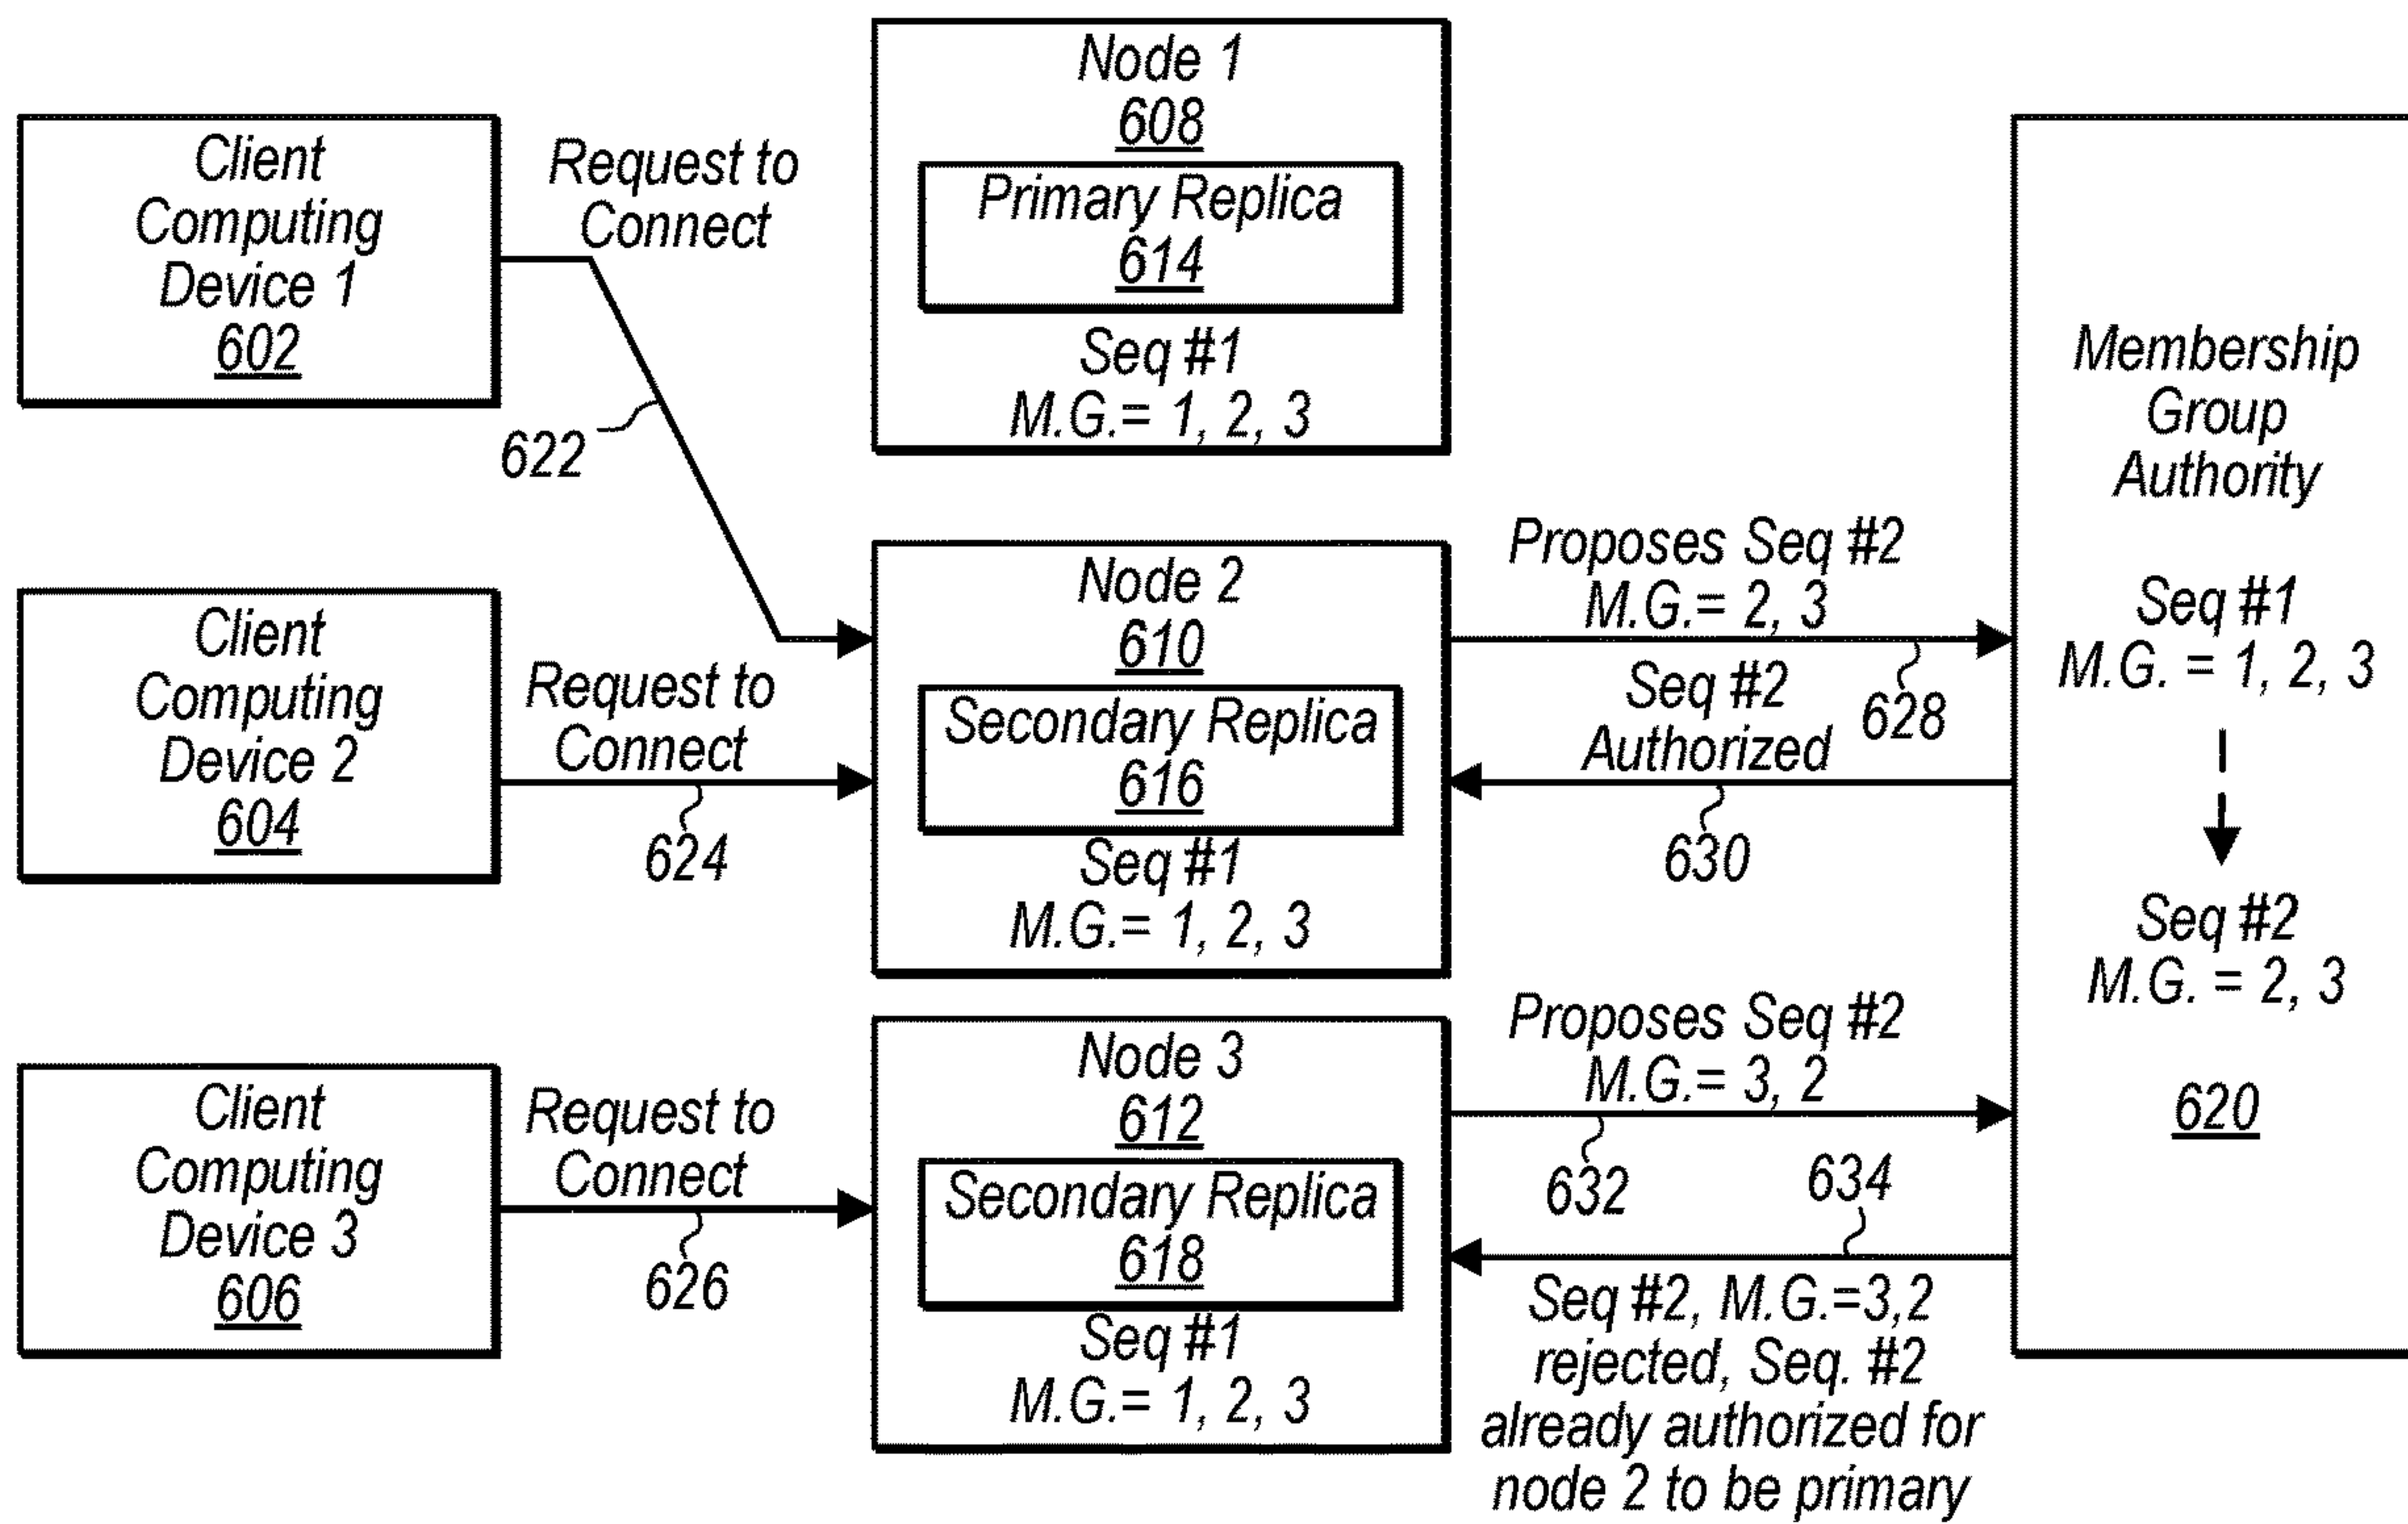 Client
Computing
Device 1
602
Request to
Connect
622
Node 1
608
Primary Replica
614
Seq #1
M.G.= 1, 2, 3
Client
Computing
Device 2
604
Request to
Connect
624
Node 2
610
Secondary Replica
616
Seq #1
M.G.= 1, 2, 3
Proposes Seq #2
M.G.= 2, 3
628
Seq #2
Authorized
630
Client
Computing
Device 3
606
Request to
Connect
626
Node 3
612
Secondary Replica
618
Seq #1
M.G.= 1, 2, 3
Proposes Seq #2
M.G.= 3, 2
632
634
Seq #2, M.G.=3,2
rejected, Seq. #2
already authorized for
node 2 to be primary
Membership
Group
Authority
Seq #1
M.G. = 1, 2, 3
Seq #2
M.G. = 2, 3
620